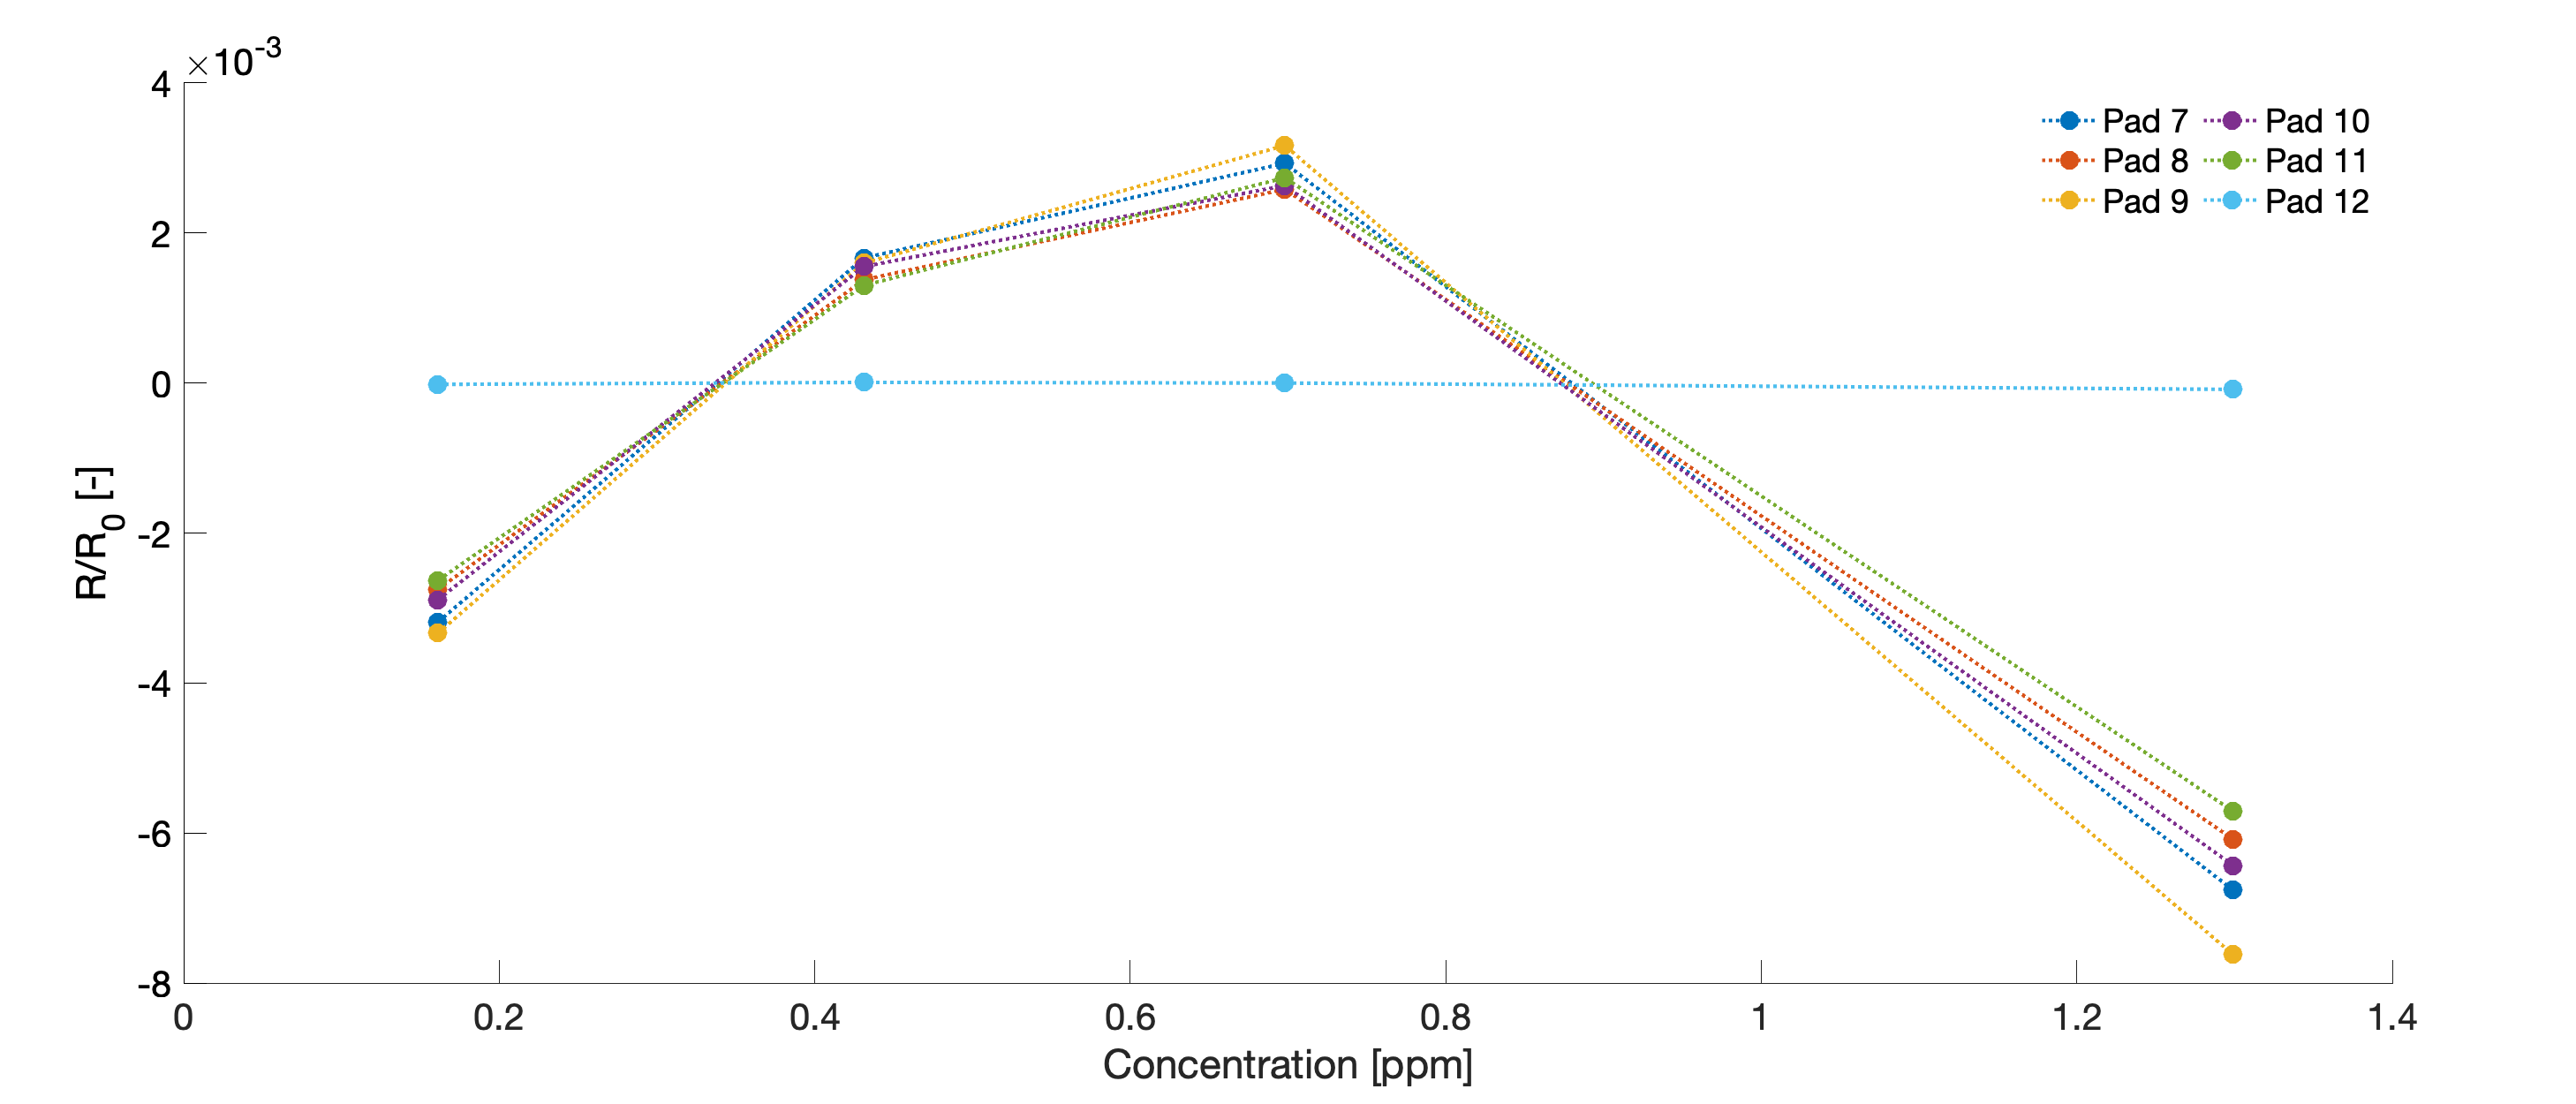 ×10^-3
4
2
0
-2
-4
-6
-8
R/R_0 [-]
0 0.2 0.4 0.6 0.8 1 1.2 1.4
Concentration [ppm]
Pad 7 Pad 10
Pad 8 Pad 11
Pad 9 Pad 12